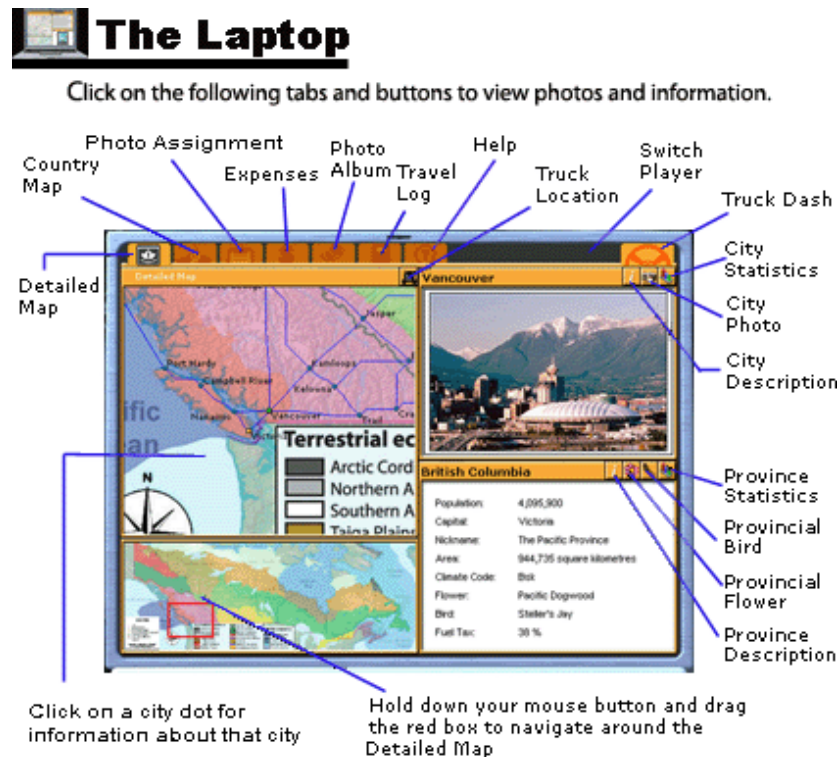 The Laptop
Click on the following tabs and buttons to view photos and information.
Photo Assignment
Country
Map
Expenses
Photo
Album
Travel
Log
Help
Truck
Location
Switch
Player
Truck Dash
City
Statistics
City
Photo
City
Description
Detailed
Map
Detailed Map
Vancouver
Jasper
Port Hardy
Kamloops
Campbell River
Kelowna
Nanaimo
Vancouver
Trail
Cra
Victoria
ific
an
N
Terrestrial ec
Arctic Cord
Northern A
Southern A
Taiga Plains
British Columbia
Population: 4,095,900
Capital: Victoria
Nickname: The Pacific Province
Area: 944,735 square kilometres
Climate Code: Bsk
Flower: Pacific Dogwood
Bird: Steller's Jay
Fuel Tax: 38 %
Province
Statistics
Provincial
Bird
Provincial
Flower
Province
Description
Click on a city dot for
information about that city
Hold down your mouse button and drag
the red box to navigate around the
Detailed Map